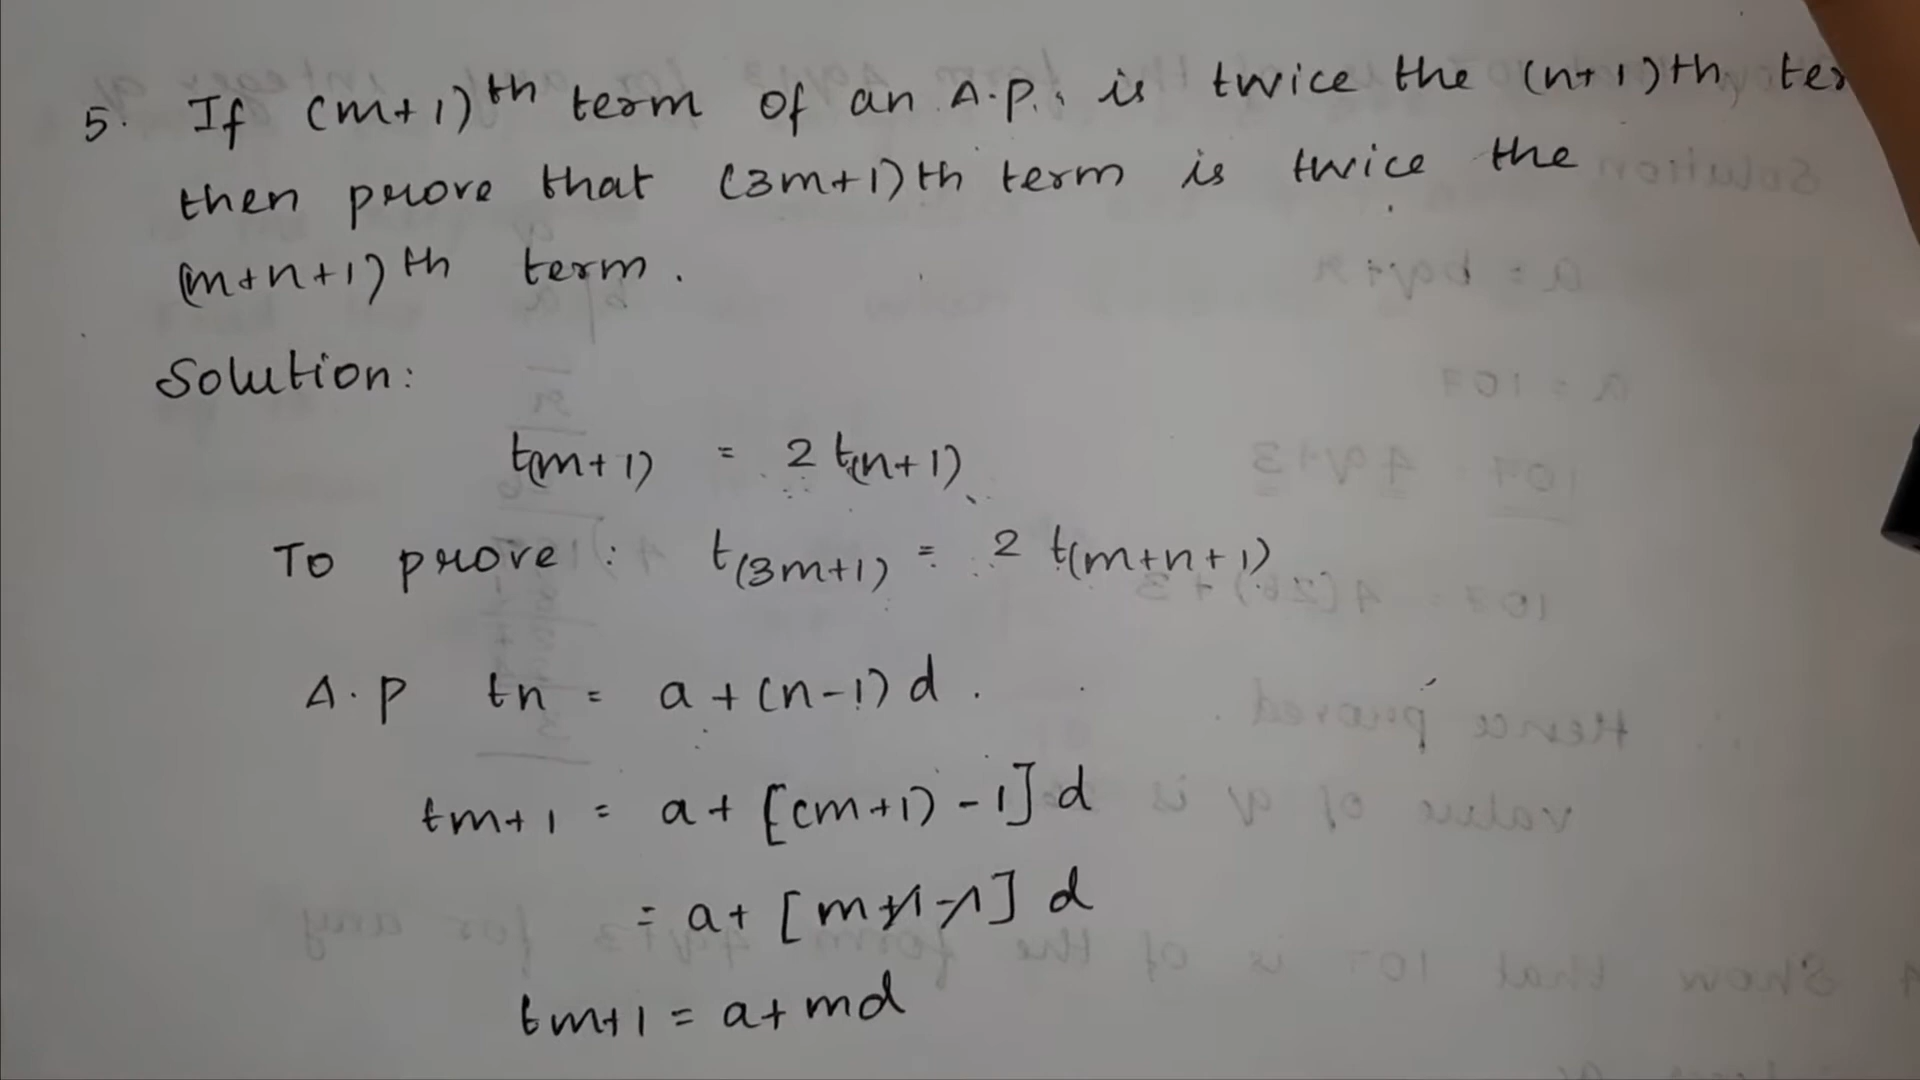 5. If (m+1)th term of an A.P. is twice the (n+1)th ter
then prove that (3m+1)th term is twice the
(m+n+1)th term.
Solution:
t(m+1) = 2 t(n+1)
To prove: t(3m+1) = 2 t(m+n+1)
A.p tn = a + (n-1) d.
tm+1 = a + [(m+1) - 1] d
= a + [m+1-1] d
tm+1 = a + md